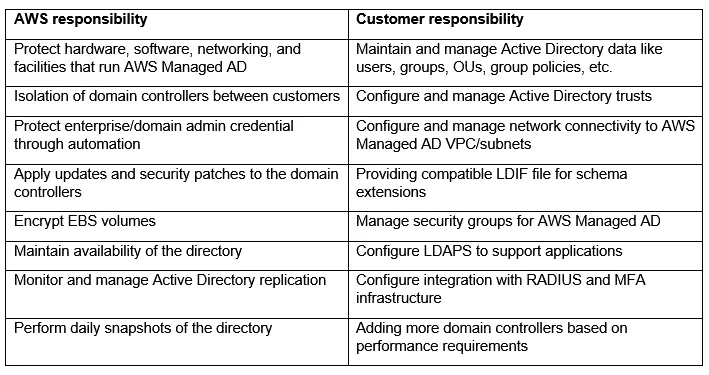 AWS responsibility
Customer responsibility
Protect hardware, software, networking, and
facilities that run AWS Managed AD
Maintain and manage Active Directory data like
users, groups, OUs, group policies, etc.
Isolation of domain controllers between customers
Configure and manage Active Directory trusts
Protect enterprise/domain admin credential
through automation
Configure and manage network connectivity to AWS
Managed AD VPC/subnets
Apply updates and security patches to the domain
controllers
Providing compatible LDIF file for schema
extensions
Encrypt EBS volumes
Manage security groups for AWS Managed AD
Maintain availability of the directory
Configure LDAPS to support applications
Monitor and manage Active Directory replication
Configure integration with RADIUS and MFA
infrastructure
Perform daily snapshots of the directory
Adding more domain controllers based on
performance requirements